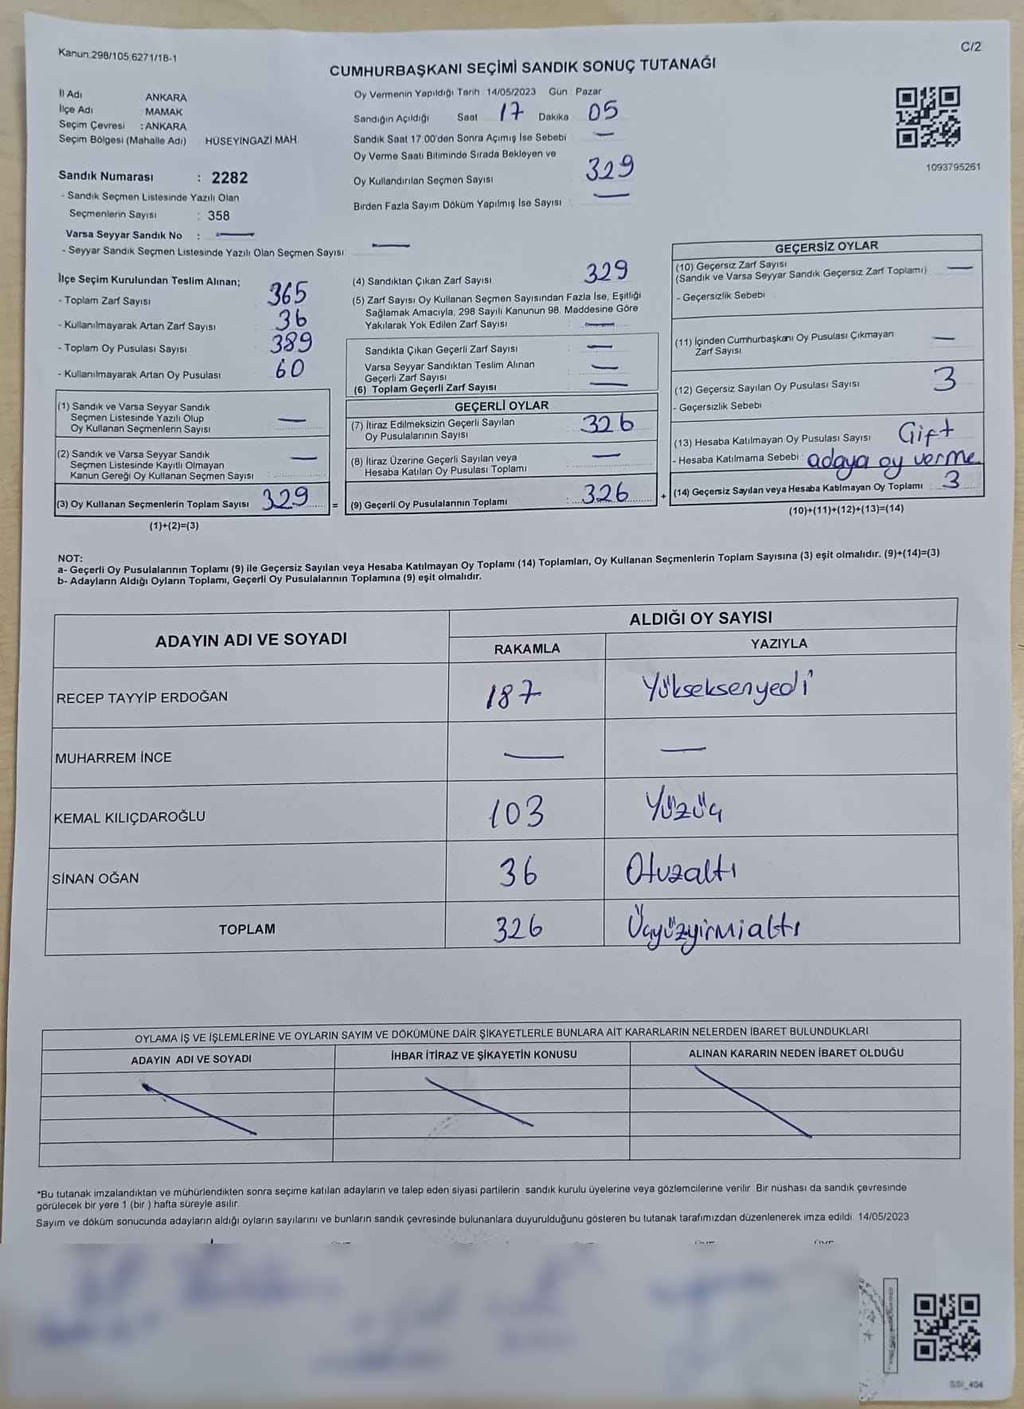 Kanun.298/105.6271/18-1
C/2
CUMHURBAŞKANI SEÇİMİ SANDIK SONUÇ TUTANAĞI
İl Adı ANKARA
İlçe Adı MAMAK
Seçim Çevresi : ANKARA
Seçim Bölgesi (Mahalle Adı) HÜSEYİNGAZİ MAH
Sandık Numarası : 2282
- Sandık Seçmen Listesinde Yazılı Olan
Seçmenlerin Sayısı : 358
Varsa Seyyar Sandık No : —
- Seyyar Sandık Seçmen Listesinde Yazılı Olan Seçmen Sayısı —
Oy Vermenin Yapıldığı Tarih : 14/05/2023 Gün : Pazar
Sandığın Açıldığı Saat 17 Dakika 05
Sandık Saat 17.00'den Sonra Açımış İse Sebebi —
Oy Verme Saati Bitiminde Sırada Bekleyen ve
Oy Kullandırılan Seçmen Sayısı 329
Birden Fazla Sayım Döküm Yapılmış İse Sayısı —
1093795261
İlçe Seçim Kurulundan Teslim Alınan;
- Toplam Zarf Sayısı 365
- Kullanılmayarak Artan Zarf Sayısı 36
- Toplam Oy Pusulası Sayısı 389
- Kullanılmayarak Artan Oy Pusulası 60
(1) Sandık ve Varsa Seyyar Sandık
Seçmen Listesinde Yazılı Olup
Oy Kullanan Seçmenlerin Sayısı —
(2) Sandık ve Varsa Seyyar Sandık
Seçmen Listesinde Kayıtlı Olmayan
Kanun Gereği Oy Kullanan Seçmen Sayısı —
(3) Oy Kullanan Seçmenlerin Toplam Sayısı 329 =
(1)+(2)=(3)
(4) Sandıktan Çıkan Zarf Sayısı 329
(5) Zarf Sayısı Oy Kullanan Seçmen Sayısından Fazla İse, Eşitliği
Sağlamak Amacıyla, 298 Sayılı Kanunun 98. Maddesine Göre
Yakılarak Yok Edilen Zarf Sayısı —
Sandıkta Çıkan Geçerli Zarf Sayısı —
Varsa Seyyar Sandıktan Teslim Alınan
Geçerli Zarf Sayısı —
(6) Toplam Geçerli Zarf Sayısı —
GEÇERLİ OYLAR
(7) İtiraz Edilmeksizin Geçerli Sayılan
Oy Pusulalarının Sayısı 326
(8) İtiraz Üzerine Geçerli Sayılan veya
Hesaba Katılan Oy Pusulası Toplamı —
(9) Geçerli Oy Pusulalarının Toplamı : 326 +
GEÇERSİZ OYLAR
(10) Geçersiz Zarf Sayısı
(Sandık ve Varsa Seyyar Sandık Geçersiz Zarf Toplamı) —
- Geçersizlik Sebebi
(11) İçinden Cumhurbaşkanı Oy Pusulası Çıkmayan
Zarf Sayısı —
(12) Geçersiz Sayılan Oy Pusulası Sayısı 3
- Geçersizlik Sebebi
(13) Hesaba Katılmayan Oy Pusulası Sayısı Çift
- Hesaba Katılmama Sebebi : adaya oy verme
(14) Geçersiz Sayılan veya Hesaba Katılmayan Oy Toplamı : 3
(10)+(11)+(12)+(13)=(14)
NOT:
a- Geçerli Oy Pusulalarının Toplamı (9) ile Geçersiz Sayılan veya Hesaba Katılmayan Oy Toplamı (14) Toplamları, Oy Kullanan Seçmenlerin Toplam Sayısına (3) eşit olmalıdır. (9)+(14)=(3)
b- Adayların Aldığı Oyların Toplamı, Geçerli Oy Pusulalarının Toplamına (9) eşit olmalıdır.
ADAYIN ADI VE SOYADI
ALDIĞI OY SAYISI
RAKAMLA YAZIYLA
RECEP TAYYİP ERDOĞAN 187 Yükseksenyedi
MUHARREM İNCE — —
KEMAL KILIÇDAROĞLU 103 Yüzüç
SİNAN OĞAN 36 Otuzaltı
TOPLAM 326 Üçyüzyirmialtı
OYLAMA İŞ VE İŞLEMLERİNE VE OYLARIN SAYIM VE DÖKÜMÜNE DAİR ŞİKAYETLERLE BUNLARA AİT KARARLARIN NELERDEN İBARET BULUNDUKLARI
ADAYIN ADI VE SOYADI İHBAR İTİRAZ VE ŞİKAYETİN KONUSU ALINAN KARARIN NEDEN İBARET OLDUĞU
*Bu tutanak imzalandıktan ve mühürlendikten sonra seçime katılan adayların ve talep eden siyasi partilerin sandık kurulu üyelerine veya gözlemcilerine verilir. Bir nüshası da sandık çevresinde
görülecek bir yere 1 (bir ) hafta süreyle asılır.
Sayım ve döküm sonucunda adayların aldığı oyların sayılarını ve bunların sandık çevresinde bulunanlara duyurulduğunu gösteren bu tutanak tarafımızdan düzenlenerek imza edildi. 14/05/2023
SSI_404